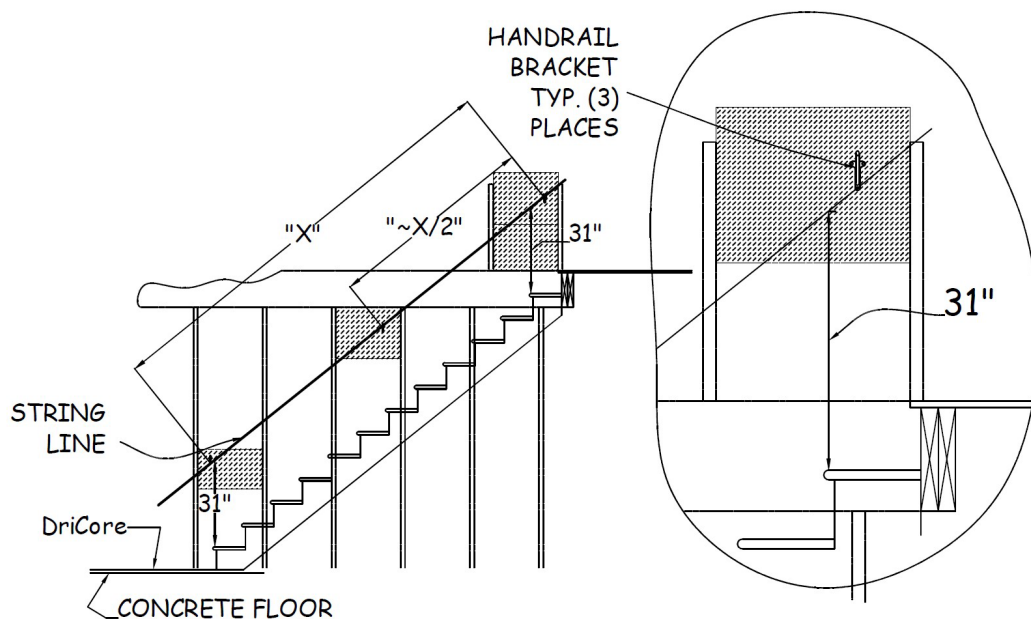 HANDRAIL
BRACKET
TYP. (3)
PLACES
"X"
"~X/2"
31"
31"
STRING
LINE
31"
DriCore
CONCRETE FLOOR